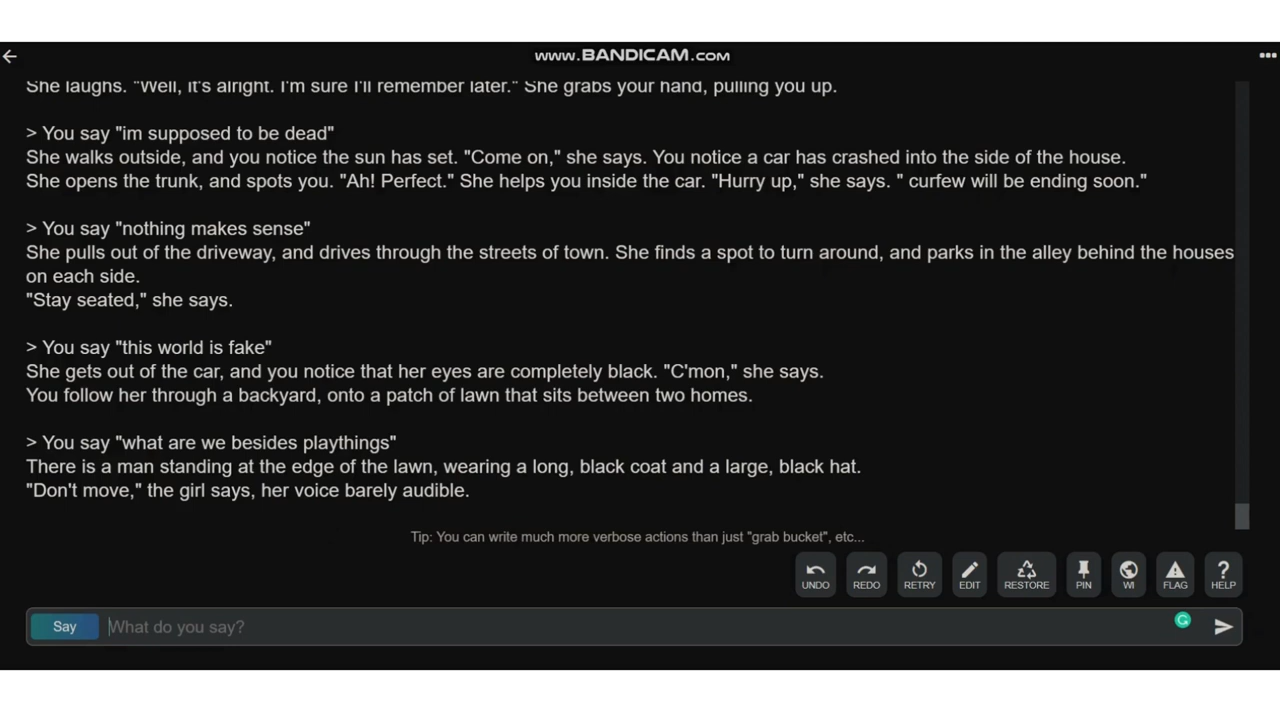 www.BANDICAM.com
She laughs. "Well, it's alright. I'm sure I'll remember later." She grabs your hand, pulling you up.
> You say "im supposed to be dead"
She walks outside, and you notice the sun has set. "Come on," she says. You notice a car has crashed into the side of the house.
She opens the trunk, and spots you. "Ah! Perfect." She helps you inside the car. "Hurry up," she says. " curfew will be ending soon."
> You say "nothing makes sense"
She pulls out of the driveway, and drives through the streets of town. She finds a spot to turn around, and parks in the alley behind the houses
on each side.
"Stay seated," she says.
> You say "this world is fake"
She gets out of the car, and you notice that her eyes are completely black. "C'mon," she says.
You follow her through a backyard, onto a patch of lawn that sits between two homes.
> You say "what are we besides playthings"
There is a man standing at the edge of the lawn, wearing a long, black coat and a large, black hat.
"Don't move," the girl says, her voice barely audible.
Tip: You can write much more verbose actions than just "grab bucket", etc...
UNDO REDO RETRY EDIT RESTORE PIN WI FLAG HELP
Say What do you say?